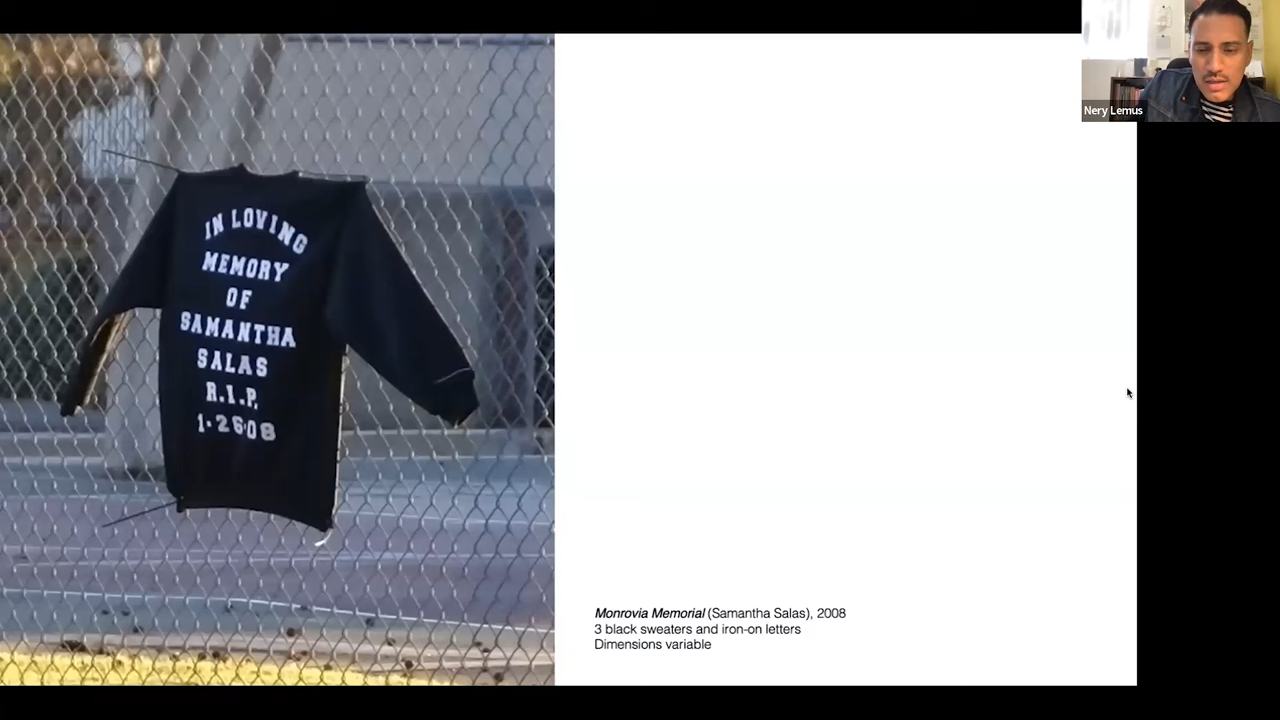 IN LOVING
MEMORY
OF
SAMANTHA
SALAS
R.I.P.
1-26-08
Monrovia Memorial (Samantha Salas), 2008
3 black sweaters and iron-on letters
Dimensions variable
Nery Lemus